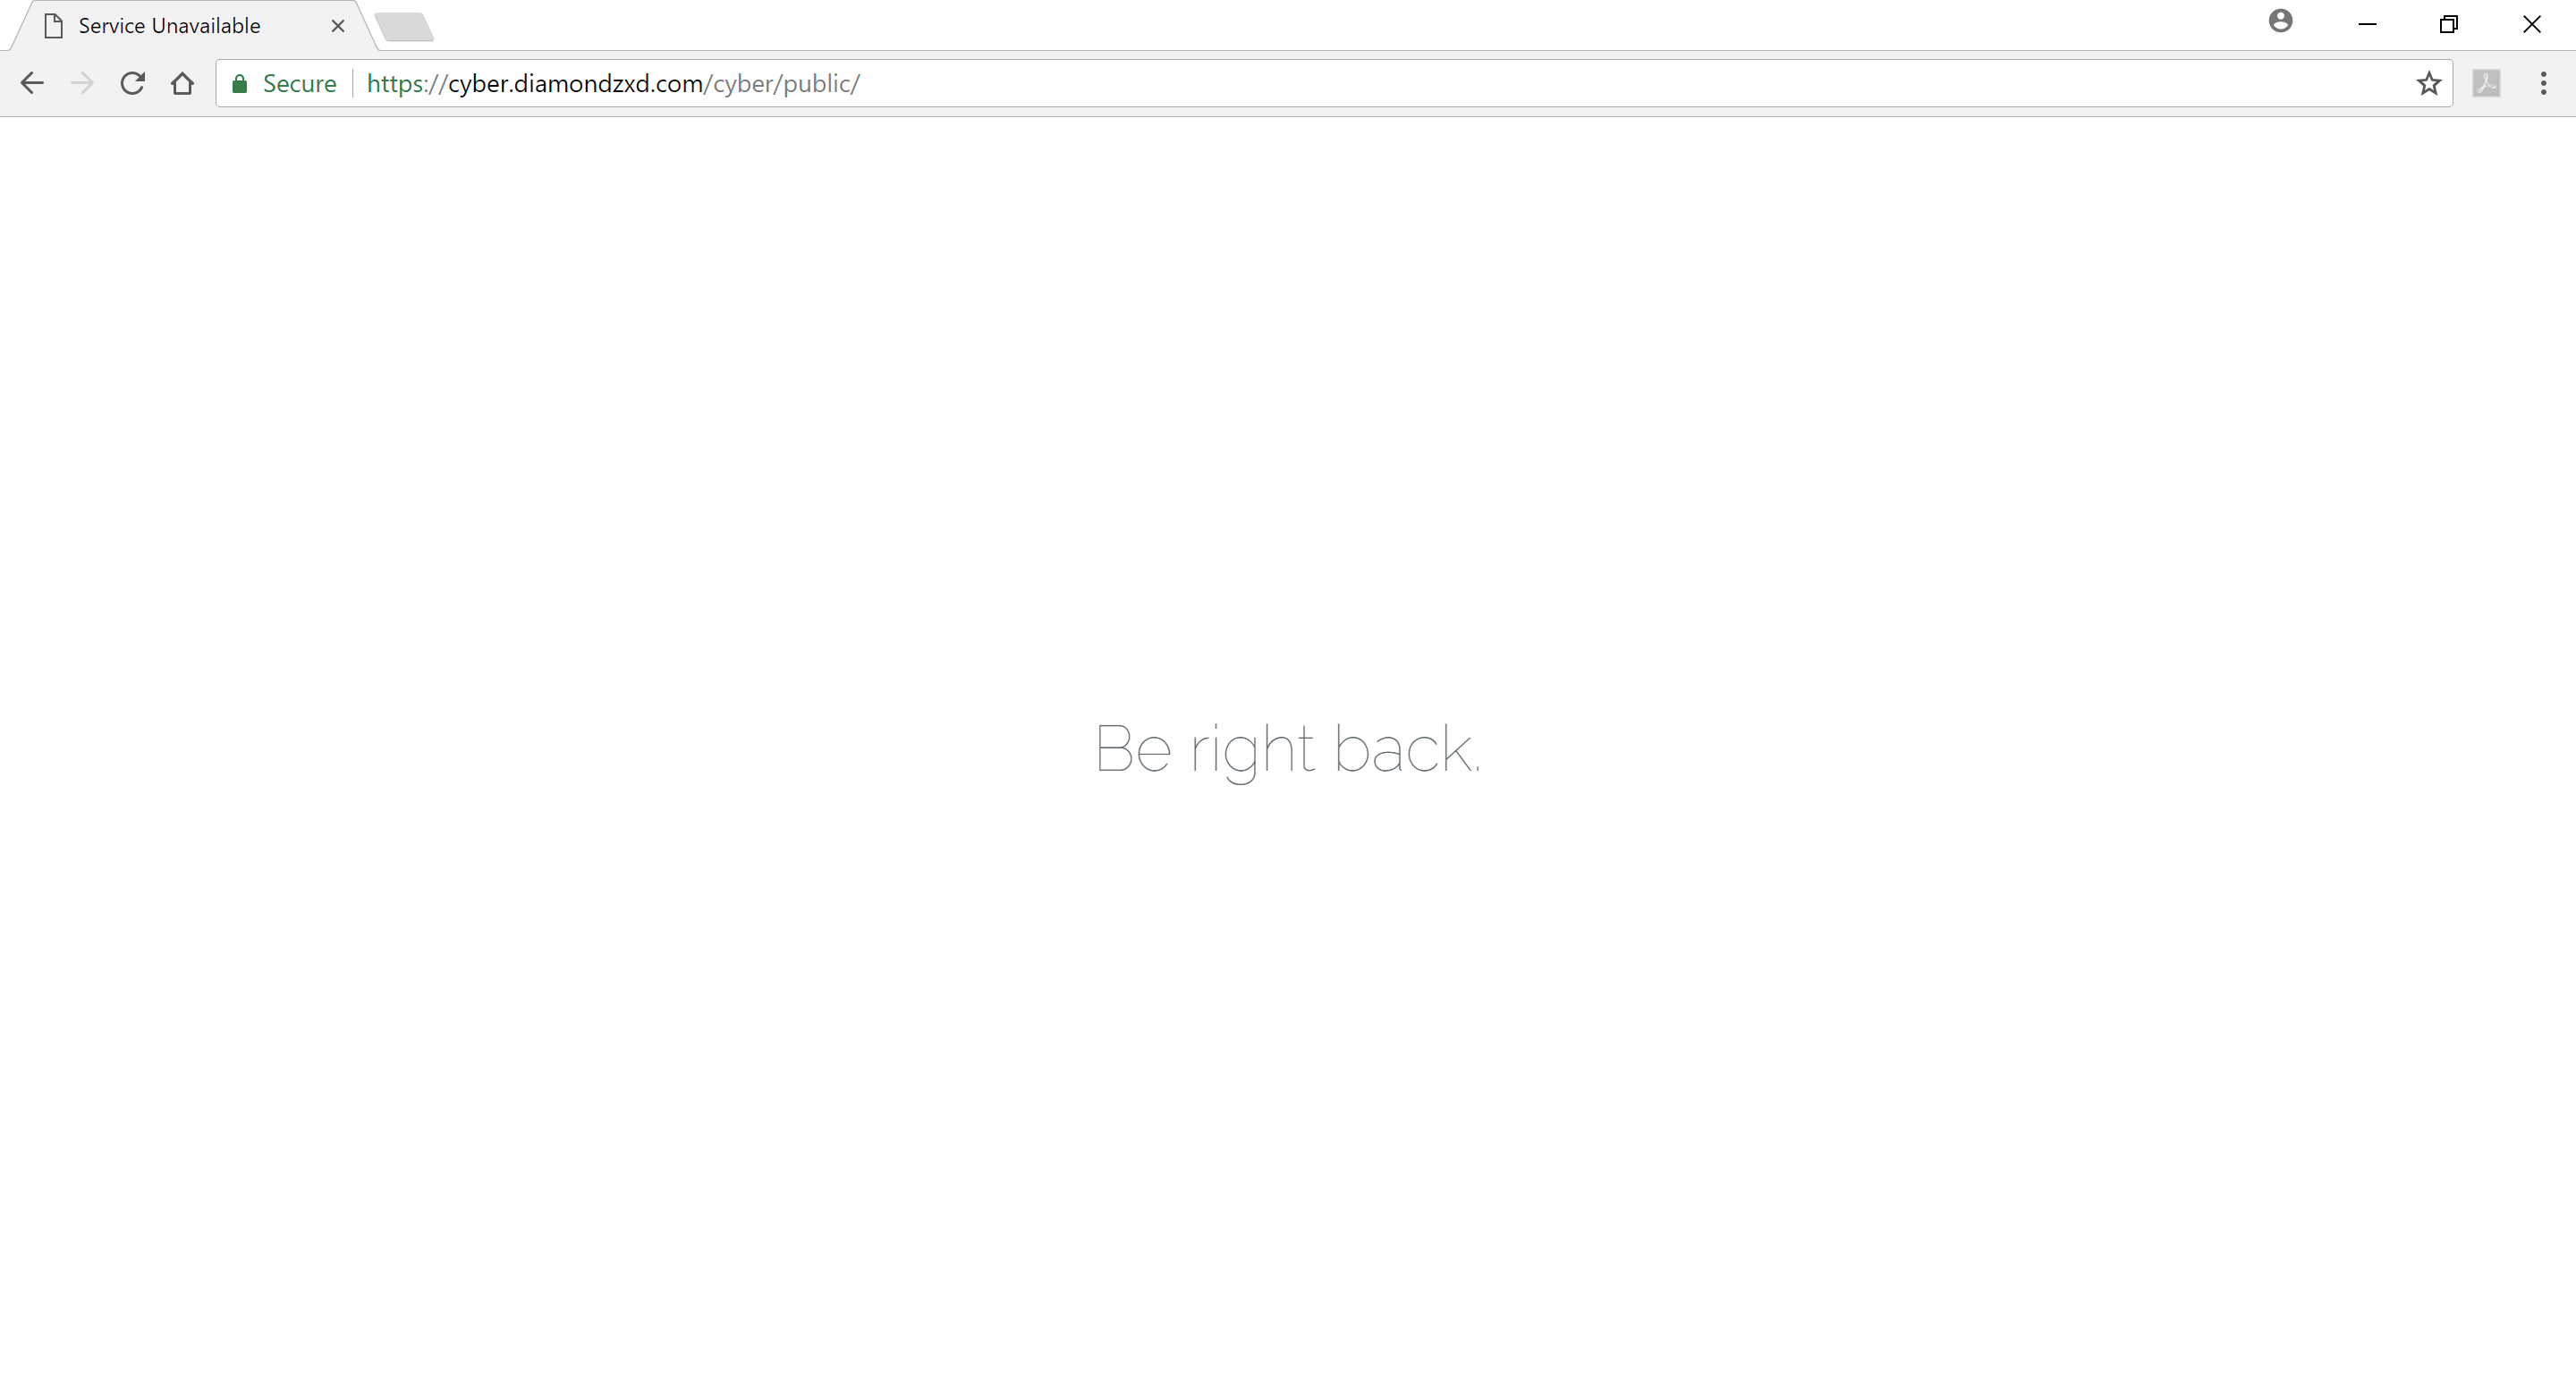 Service Unavailable
Secure https://cyber.diamondzxd.com/cyber/public/
Be right back.